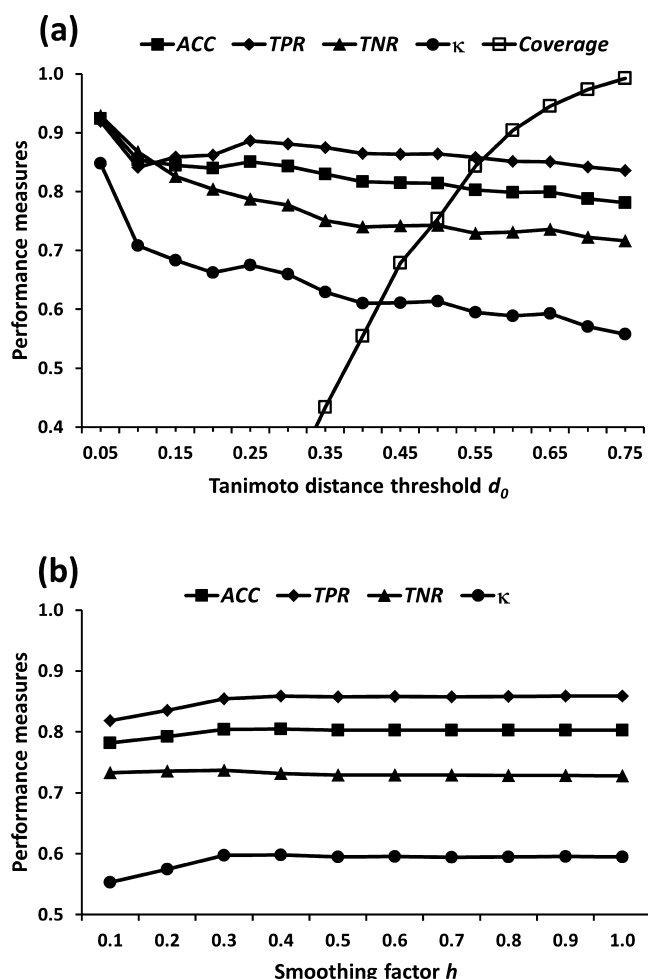 (a)
ACC TPR TNR κ Coverage
1.0
0.9
0.8
0.7
0.6
0.5
0.4
Performance measures
0.05 0.15 0.25 0.35 0.45 0.55 0.65 0.75
Tanimoto distance threshold d0
(b)
ACC TPR TNR κ
1.0
0.9
0.8
0.7
0.6
0.5
Performance measures
0.1 0.2 0.3 0.4 0.5 0.6 0.7 0.8 0.9 1.0
Smoothing factor h